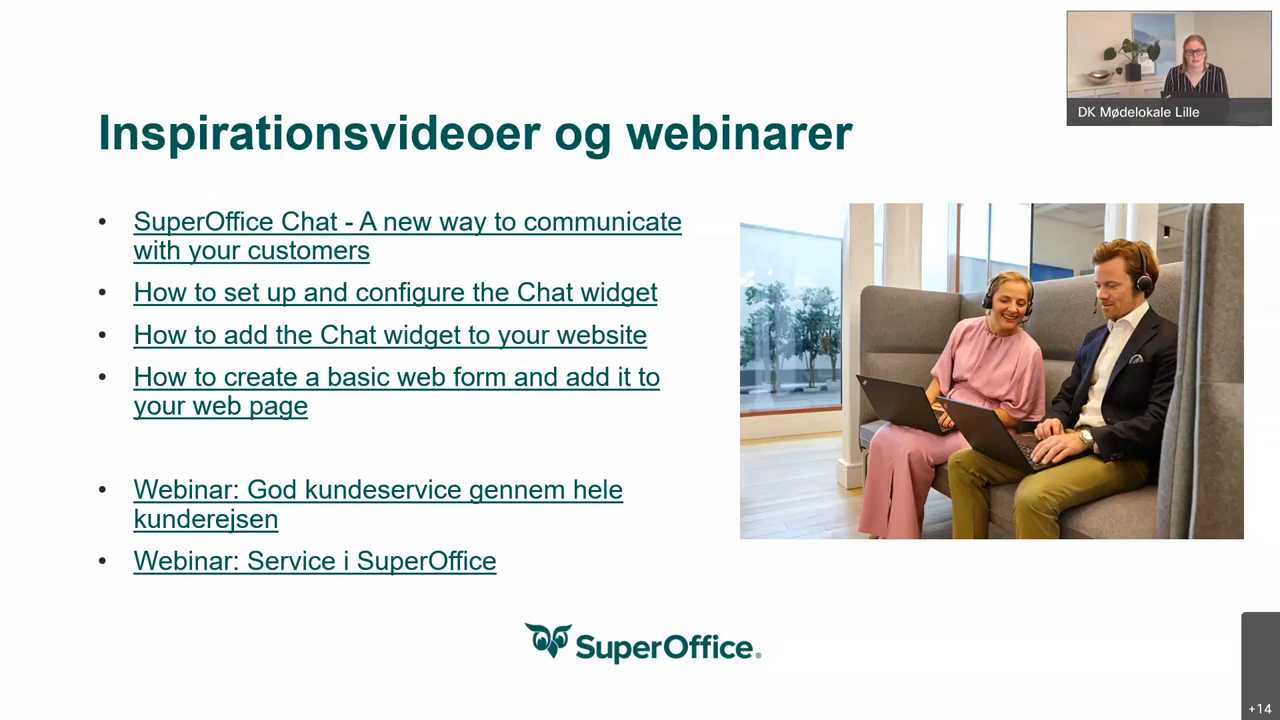 DK Mødelokale Lille
Inspirationsvideoer og webinarer
• SuperOffice Chat - A new way to communicate
with your customers
• How to set up and configure the Chat widget
• How to add the Chat widget to your website
• How to create a basic web form and add it to
your web page
• Webinar: God kundeservice gennem hele
kunderejsen
• Webinar: Service i SuperOffice
SuperOffice®
+14